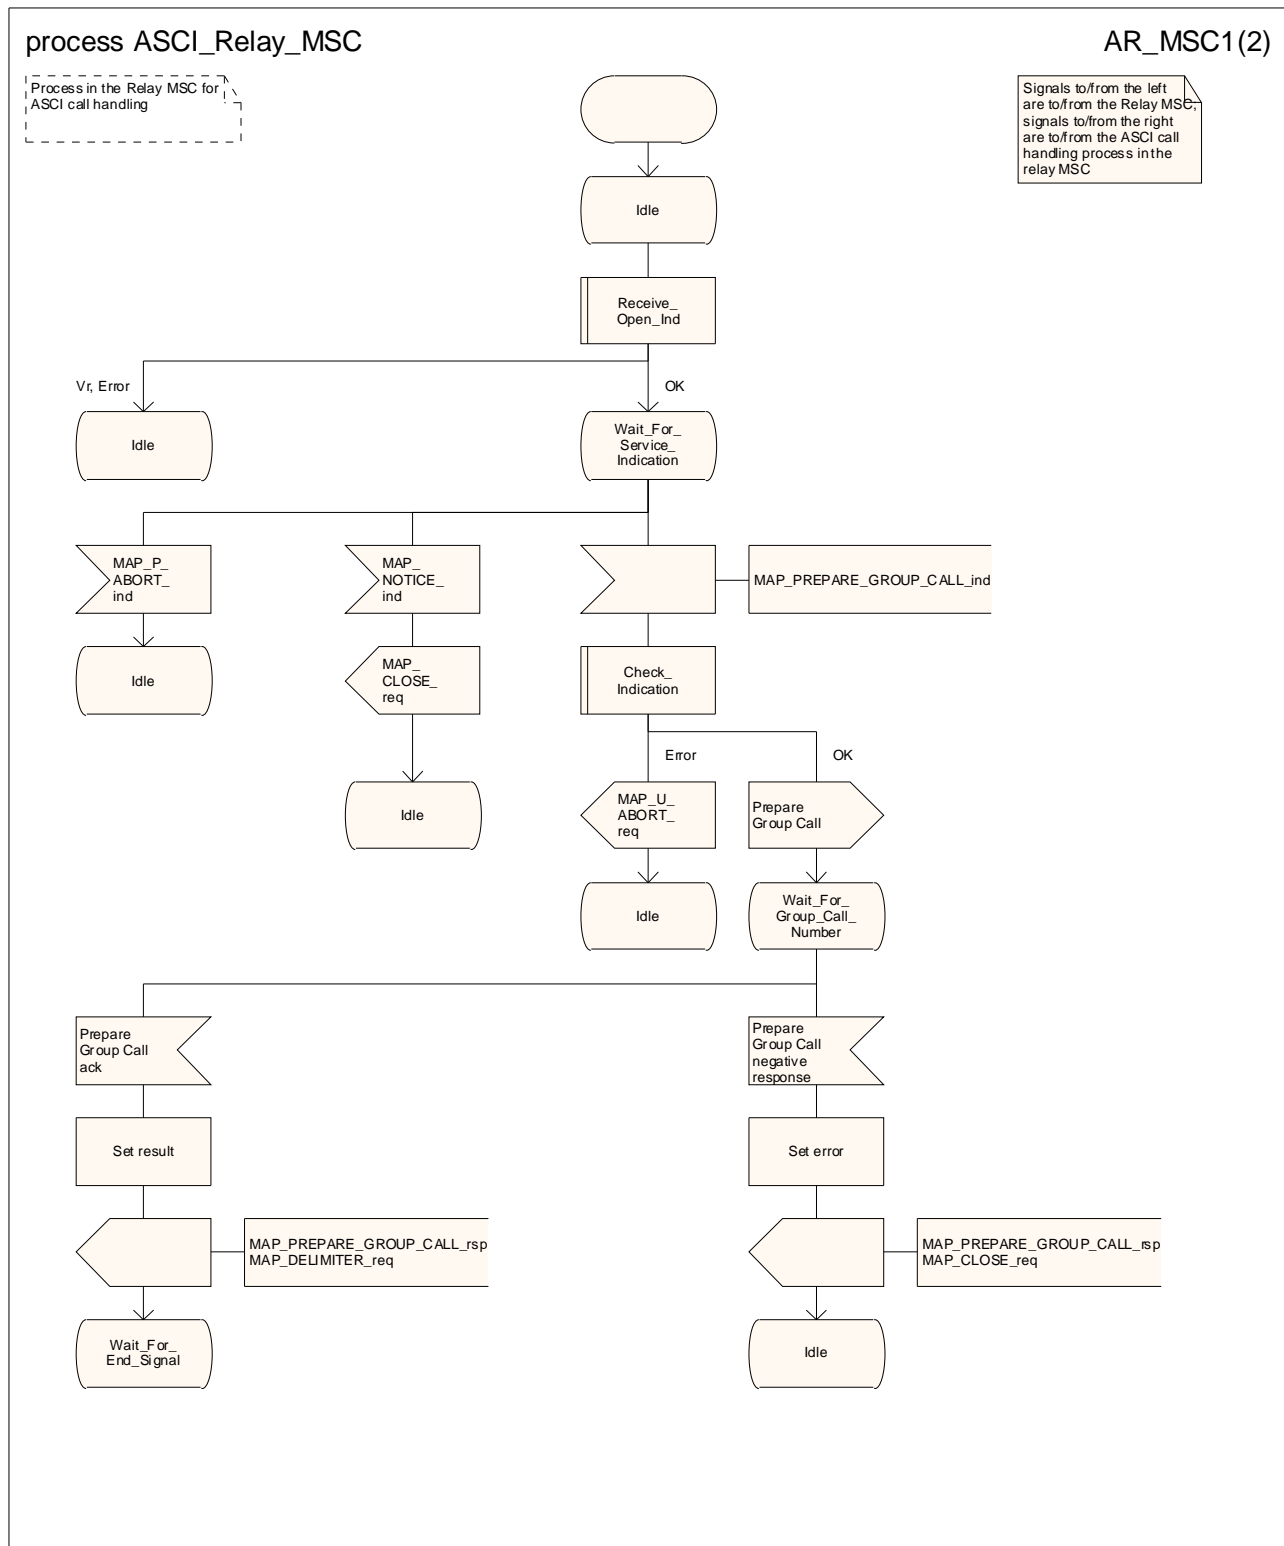 process ASCI_Relay_MSC
AR_MSC1(2)
Process in the Relay MSC for
ASCI call handling
Signals to/from the left
are to/from the Relay MSC;
signals to/from the right
are to/from the ASCI call
handling process in the
relay MSC
Idle
Receive_
Open_Ind
Vr, Error
OK
Idle
Wait_For_
Service_
Indication
MAP_P_
ABORT_
ind
MAP_
NOTICE_
ind
MAP_PREPARE_GROUP_CALL_ind
Idle
MAP_
CLOSE_
req
Check_
Indication
Error
OK
Idle
MAP_U_
ABORT_
req
Prepare
Group Call
Idle
Wait_For_
Group_Call_
Number
Prepare
Group Call
ack
Prepare
Group Call
negative
response
Set result
Set error
MAP_PREPARE_GROUP_CALL_rsp
MAP_DELIMITER_req
MAP_PREPARE_GROUP_CALL_rsp
MAP_CLOSE_req
Wait_For_
End_Signal
Idle